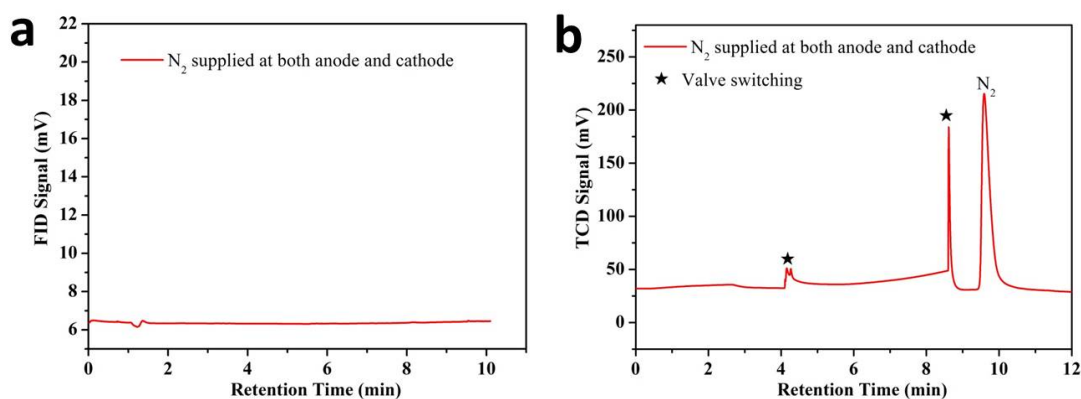 a
22
20
18
16
14
12
10
8
6
FID Signal (mV)
N₂ supplied at both anode and cathode
0 2 4 6 8 10
Retention Time (min)
b
250
200
150
100
50
0
TCD Signal (mV)
N₂ supplied at both anode and cathode
★ Valve switching
N₂
★
★
0 2 4 6 8 10 12
Retention Time (min)